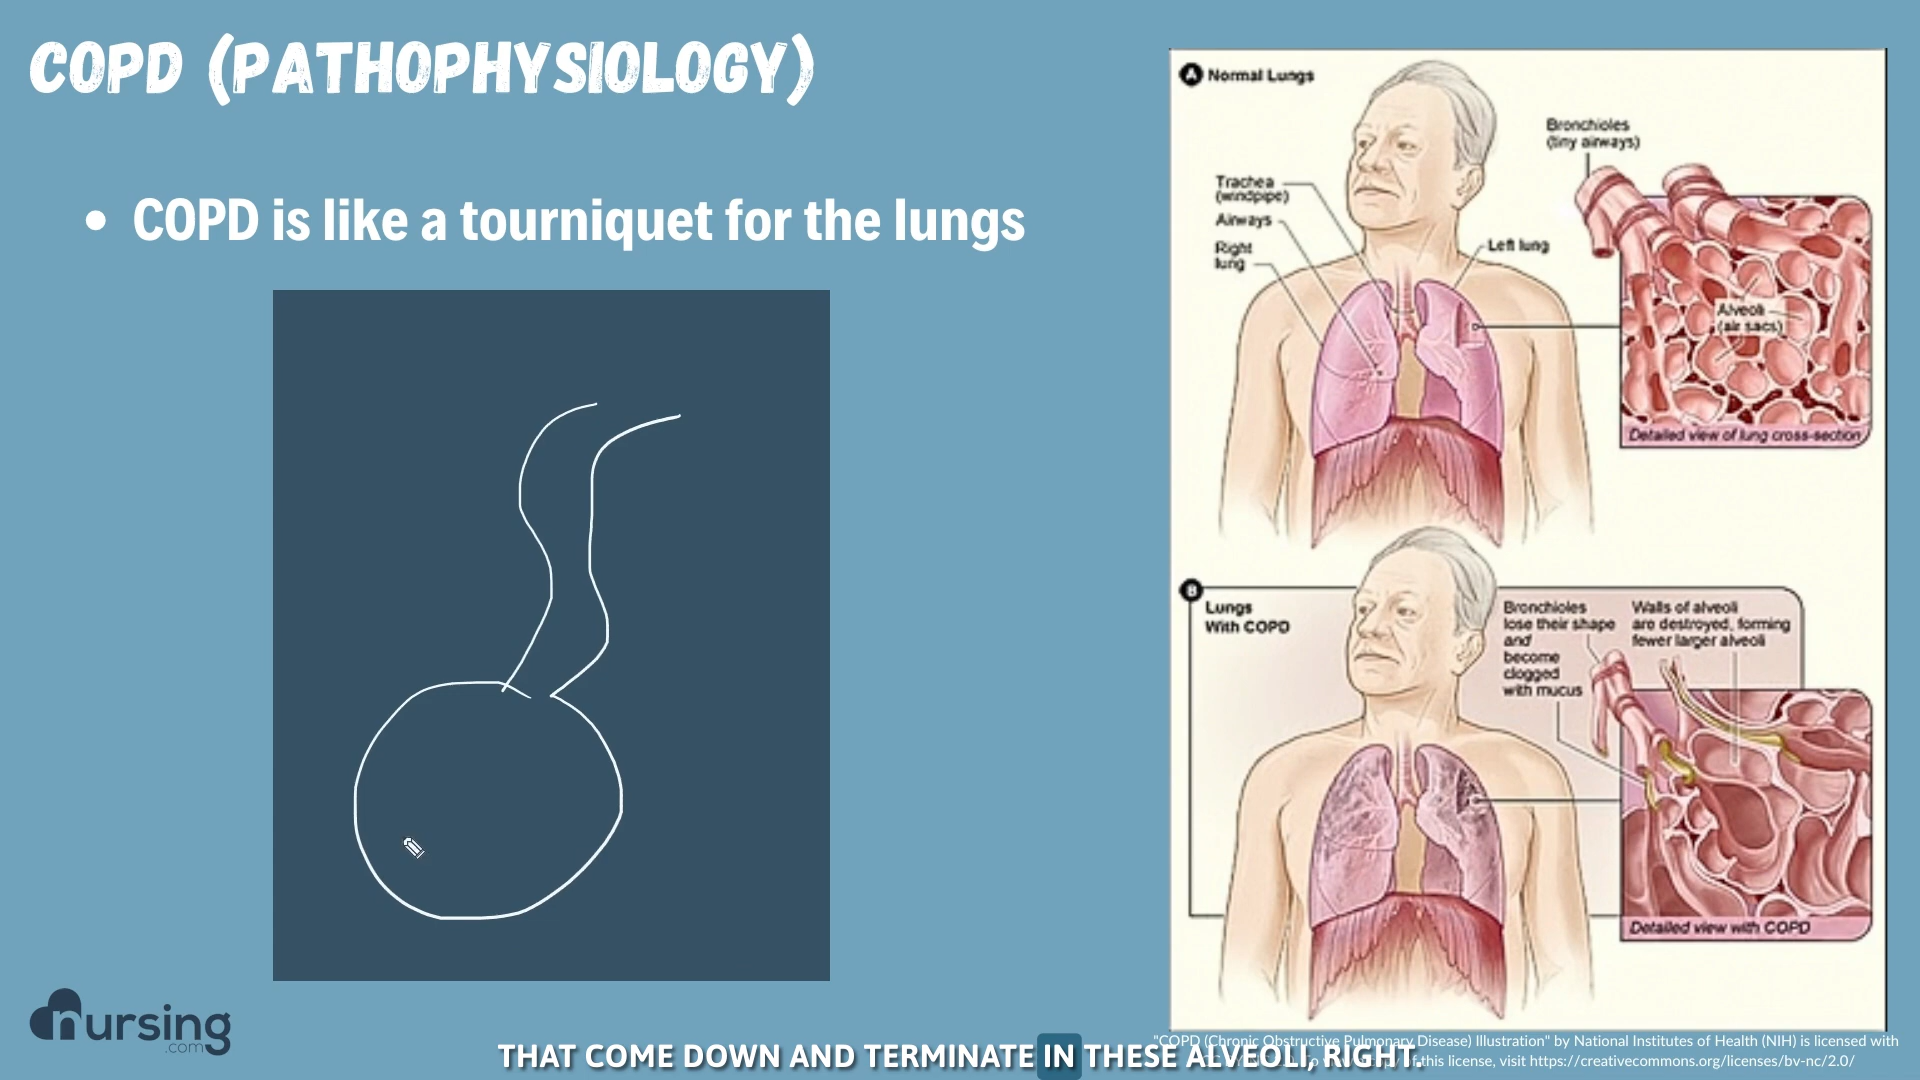 COPD (PATHOPHYSIOLOGY)
• COPD is like a tourniquet for the lungs
A Normal Lungs
Bronchioles
(tiny airways)
Trachea
(windpipe)
Airways
Right
lung
Left lung
Alveoli
(air sacs)
Detailed view of lung cross-section
B
Lungs
With COPD
Bronchioles
lose their shape
and
become
clogged
with mucus
Walls of alveoli
are destroyed, forming
fewer larger alveoli
Detailed view with COPD
nursing
.com
"COPD (Chronic Obstructive Pulmonary Disease) Illustration" by National Institutes of Health (NIH) is licensed with
this license, visit https://creativecommons.org/licenses/bv-nc/2.0/
THAT COME DOWN AND TERMINATE IN THESE ALVEOLI, RIGHT.